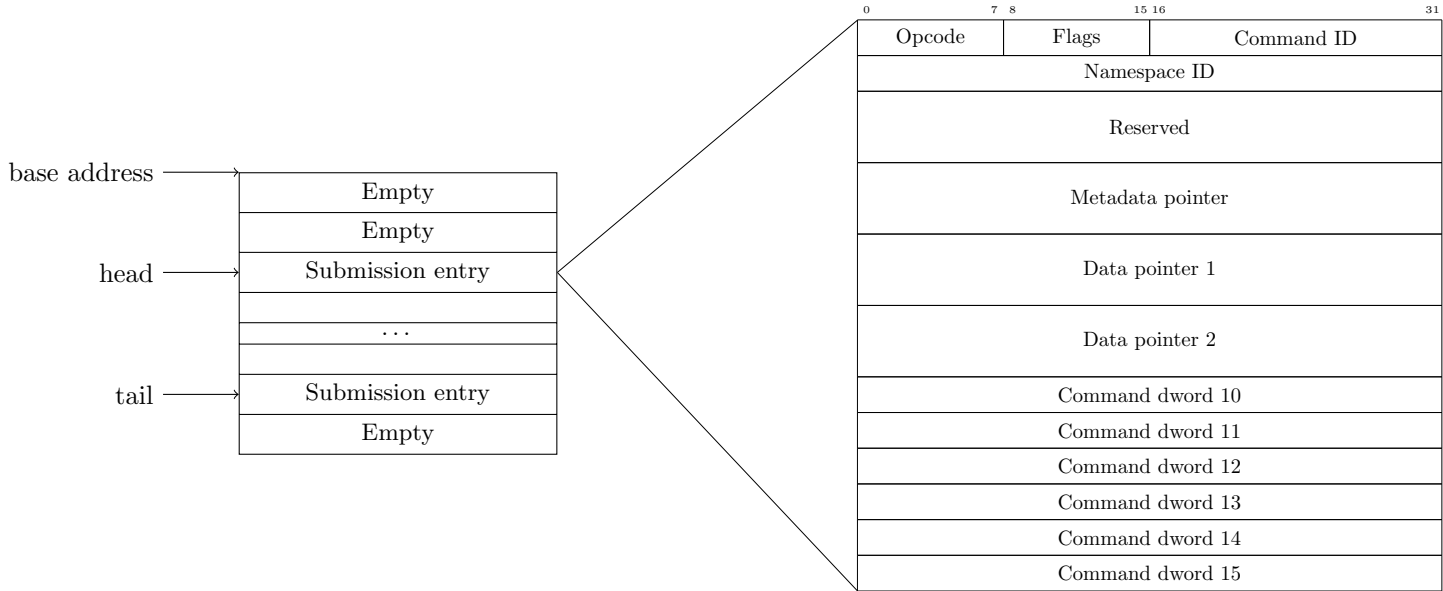 0 7 8 15 16 31
Opcode Flags Command ID
Namespace ID
Reserved
Metadata pointer
Data pointer 1
Data pointer 2
Command dword 10
Command dword 11
Command dword 12
Command dword 13
Command dword 14
Command dword 15
base address
head
tail
Empty
Empty
Submission entry
...
Submission entry
Empty